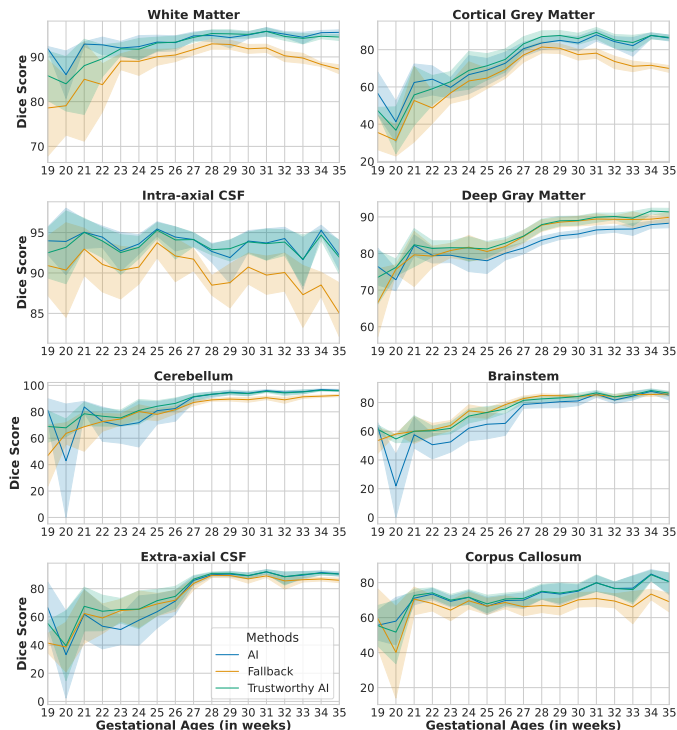 White Matter
Cortical Grey Matter
Dice Score
90
80
70
80
60
40
20
19 20 21 22 23 24 25 26 27 28 29 30 31 32 33 34 35
19 20 21 22 23 24 25 26 27 28 29 30 31 32 33 34 35
Intra-axial CSF
Deep Gray Matter
Dice Score
95
90
85
90
80
70
60
19 20 21 22 23 24 25 26 27 28 29 30 31 32 33 34 35
19 20 21 22 23 24 25 26 27 28 29 30 31 32 33 34 35
Cerebellum
Brainstem
Dice Score
100
80
60
40
20
0
80
60
40
20
0
19 20 21 22 23 24 25 26 27 28 29 30 31 32 33 34 35
19 20 21 22 23 24 25 26 27 28 29 30 31 32 33 34 35
Extra-axial CSF
Corpus Callosum
Dice Score
80
60
40
20
0
80
60
40
20
Methods
AI
Fallback
Trustworthy AI
19 20 21 22 23 24 25 26 27 28 29 30 31 32 33 34 35
19 20 21 22 23 24 25 26 27 28 29 30 31 32 33 34 35
Gestational Ages (in weeks)
Gestational Ages (in weeks)